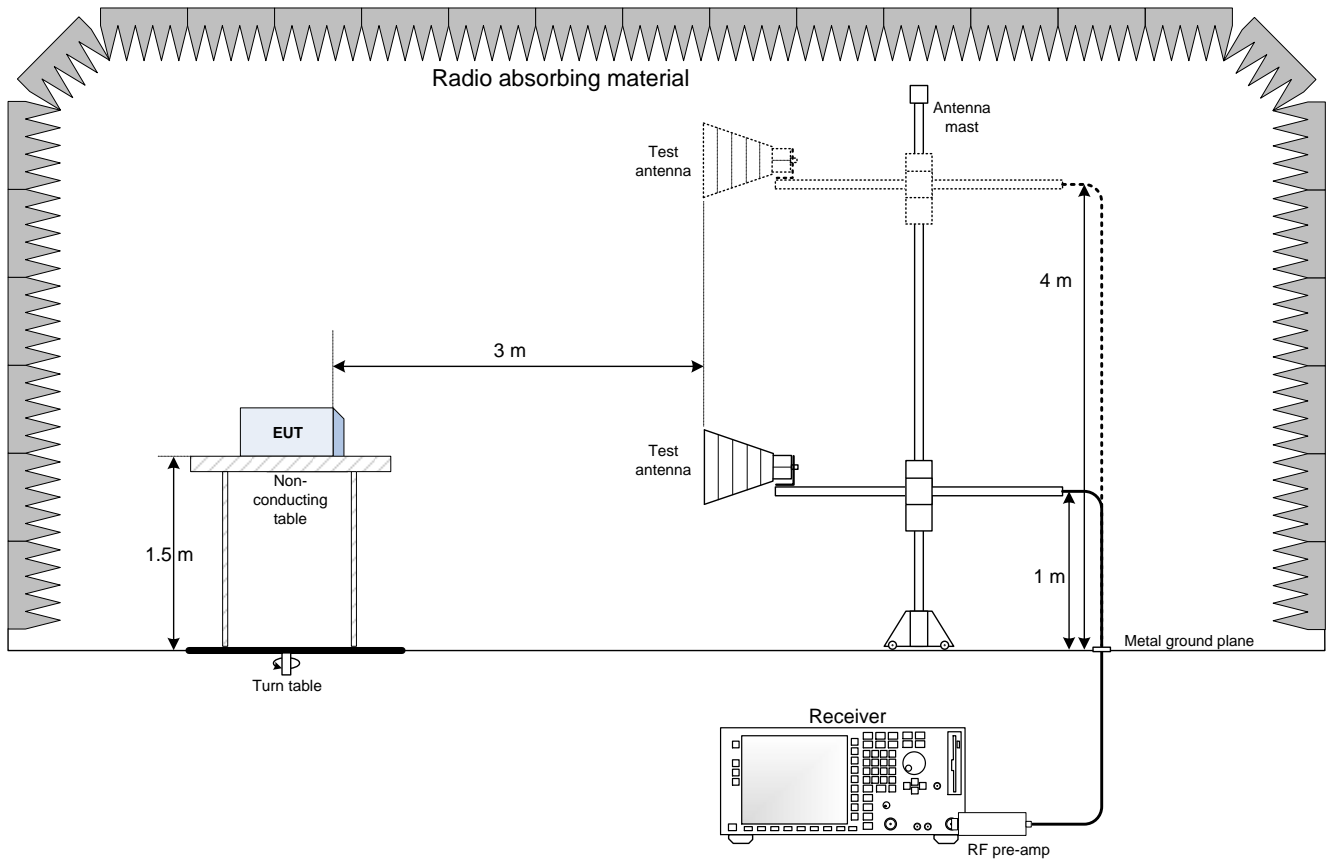 Radio absorbing material
Antenna
mast
Test
antenna
4 m
3 m
EUT
Test
antenna
Non-
conducting
table
1.5 m
1 m
Metal ground plane
Turn table
Receiver
RF pre-amp